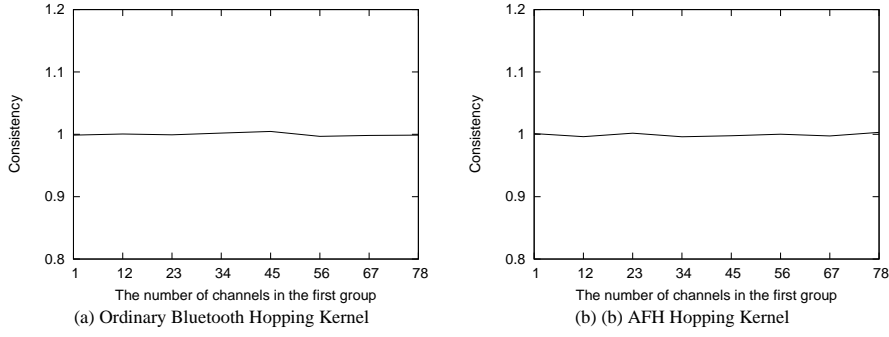 1.2
1.1
1
0.9
0.8
Consistency
1 12 23 34 45 56 67 78
The number of channels in the first group
(a) Ordinary Bluetooth Hopping Kernel
1.2
1.1
1
0.9
0.8
Consistency
1 12 23 34 45 56 67 78
The number of channels in the first group
(b) (b) AFH Hopping Kernel